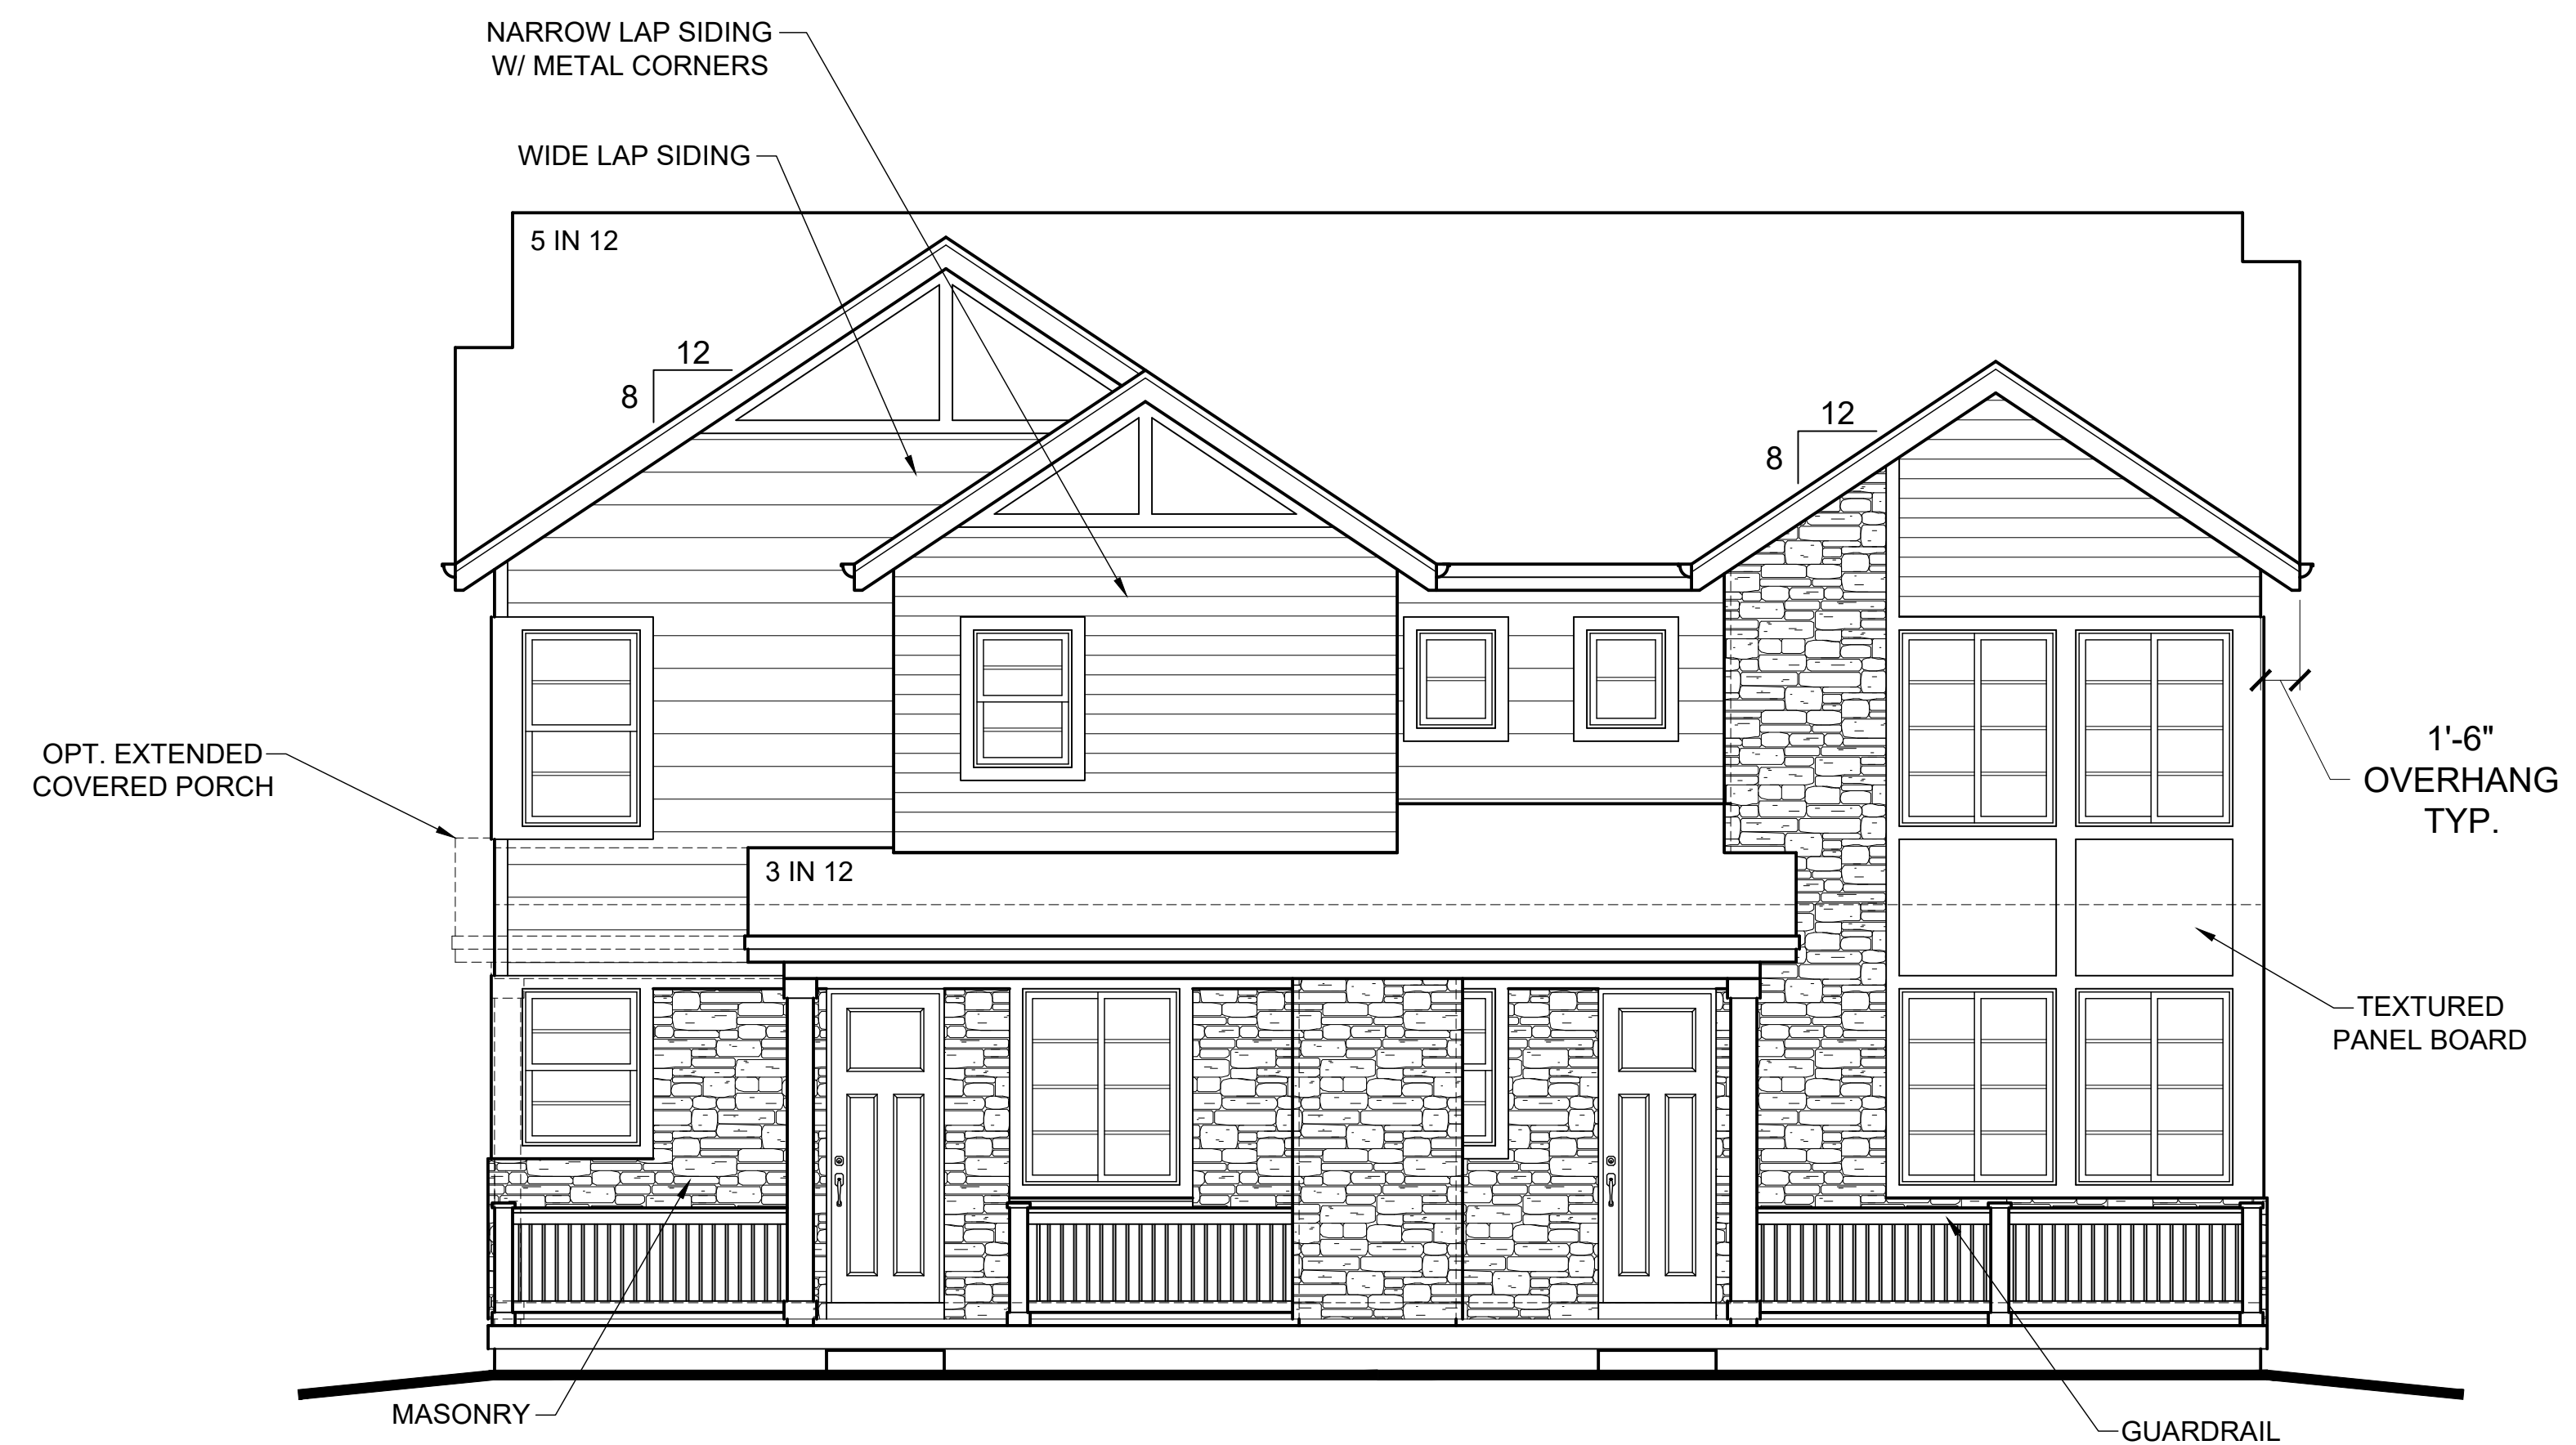 NARROW LAP SIDING
W/ METAL CORNERS
WIDE LAP SIDING
5 IN 12
12
8
12
8
OPT. EXTENDED
COVERED PORCH
1'-6"
OVERHANG
TYP.
3 IN 12
TEXTURED
PANEL BOARD
MASONRY
GUARDRAIL